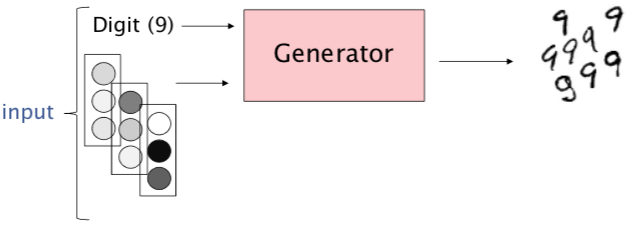 Digit (9)
Generator
input
9 9
9 9 9
9 9 9